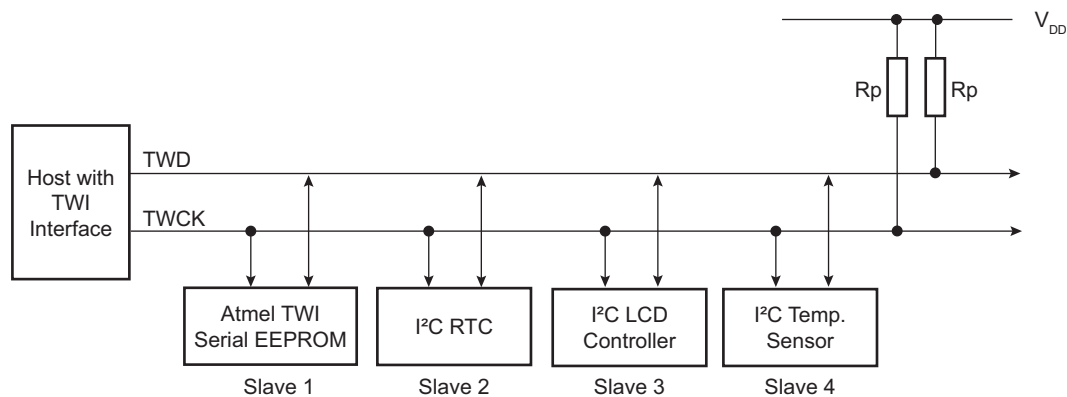 V_DD
Rp
Rp
Host with
TWI
Interface
TWD
TWCK
Atmel TWI
Serial EEPROM
Slave 1
I²C RTC
Slave 2
I²C LCD
Controller
Slave 3
I²C Temp.
Sensor
Slave 4